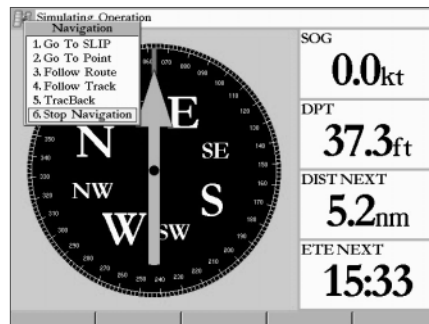 Simulating Operation
Navigation
1. Go To SLIP
2. Go To Point
3. Follow Route
4. Follow Track
5. TracBack
6. Stop Navigation
N
E
SE
S
SW
W
NW
SOG
0.0kt
DPT
37.3ft
DIST NEXT
5.2nm
ETE NEXT
15:33